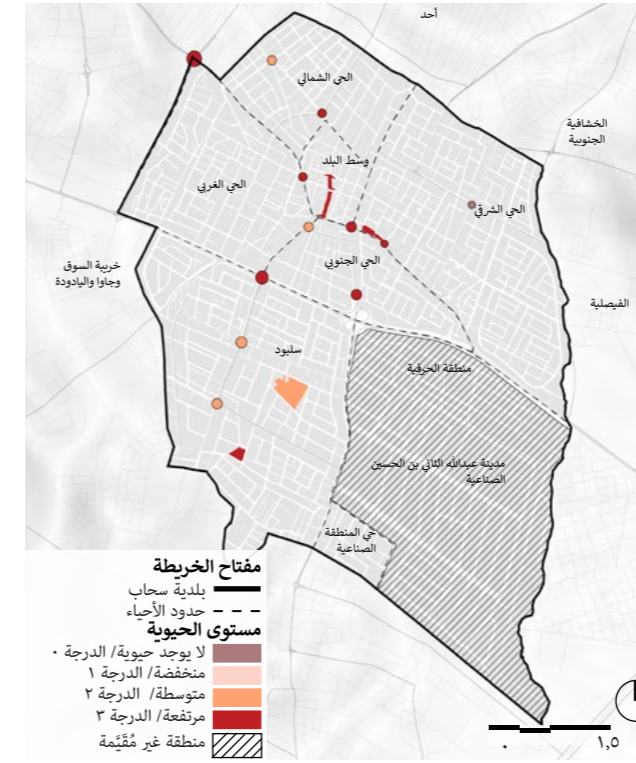 أحد
الحي الشمالي
الخشافية
الجنوبية
وسط البلد
الحي الغربي
الحي الشرقي
خريبة السوق
وجاوا واليادودة
الحي الجنوبي
الفيصلية
سلبود
منطقة الحرفية
مدينة عبدالله الثاني بن الحسين
الصناعية
حي المنطقة
الصناعية
مفتاح الخريطة
بلدية سحاب
حدود الأحياء
مستوى الحيوية
لا يوجد حيوية/ الدرجة ٠
منخفضة/ الدرجة ١
متوسطة/ الدرجة ٢
مرتفعة/ الدرجة ٣
منطقة غير مُقَيَّمة
٠ ١,٥